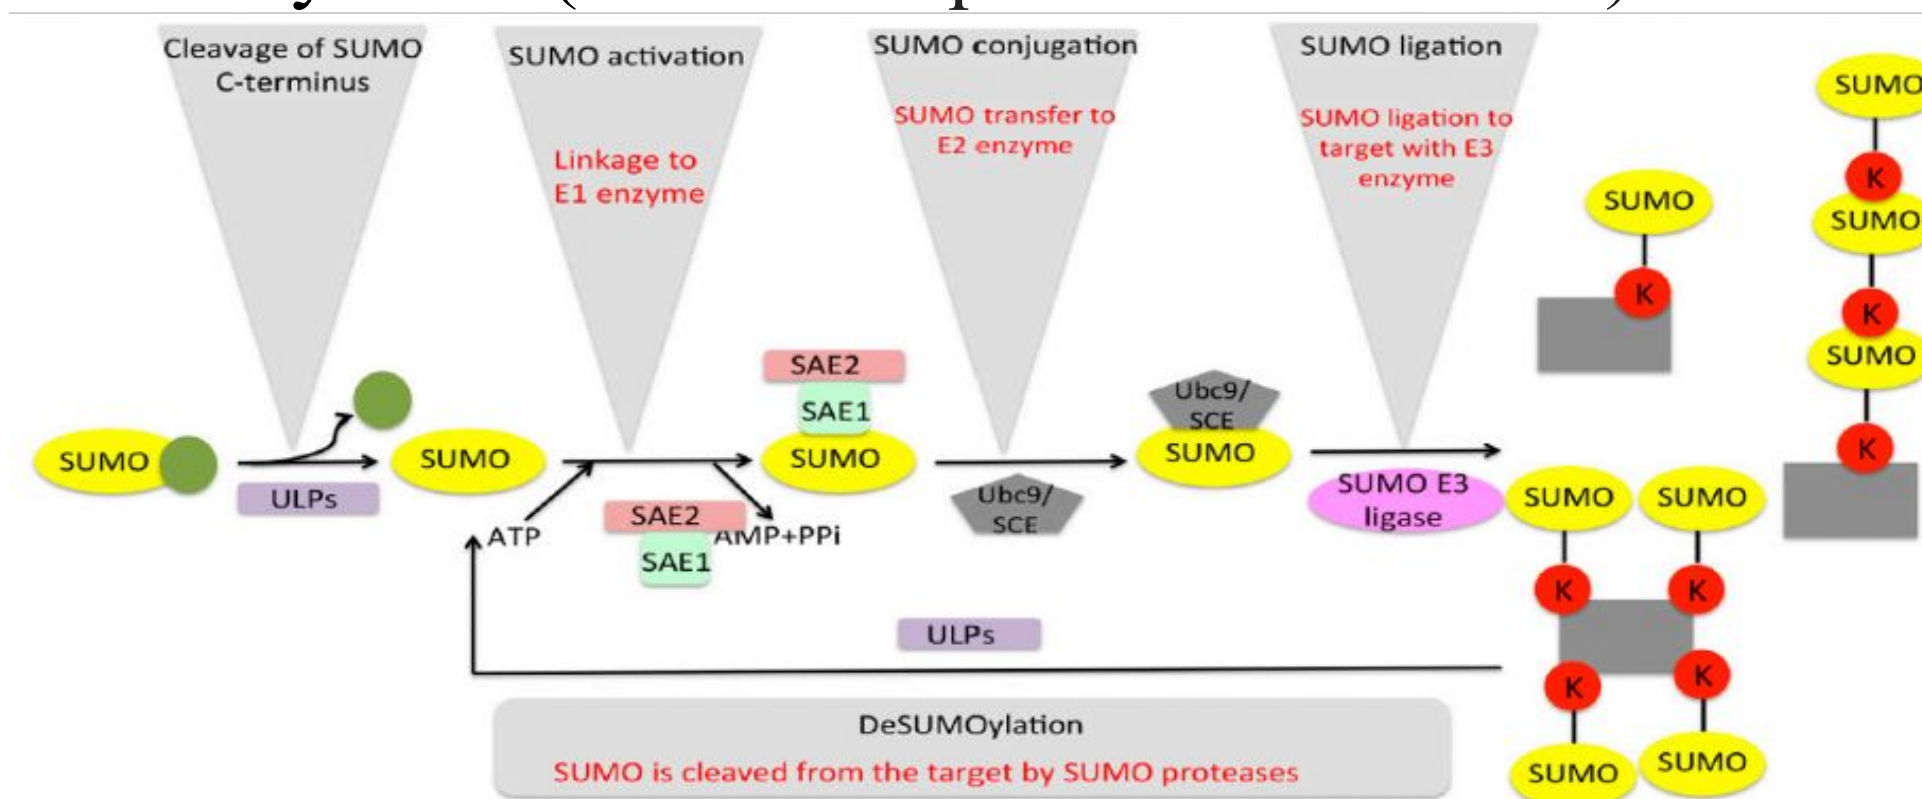 Cleavage of SUMO
C-terminus
SUMO activation
Linkage to
E1 enzyme
SUMO conjugation
SUMO transfer to
E2 enzyme
SUMO ligation
SUMO ligation to
target with E3
enzyme
SUMO
K
SUMO
K
SUMO
K
SUMO
K
SUMO
ULPs
SUMO
ATP
SAE2
SAE1
AMP+PPi
SAE2
SAE1
SUMO
Ubc9/
SCE
Ubc9/
SCE
SUMO
SUMO E3
ligase
SUMO
SUMO
K
K
K
K
SUMO
SUMO
ULPs
DeSUMOylation
SUMO is cleaved from the target by SUMO proteases